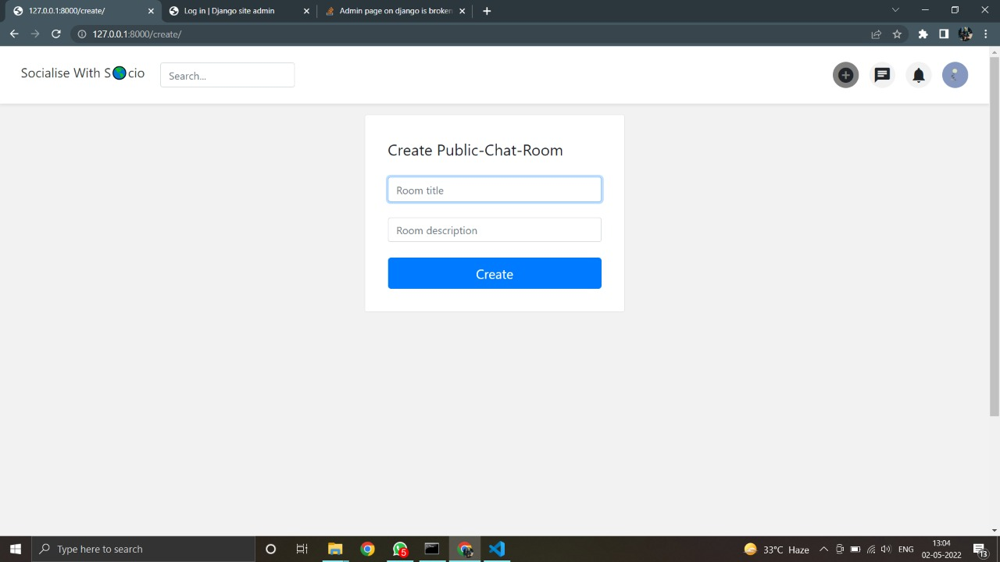 127.0.0.1:8000/create/
Log in | Django site admin
Admin page on django is broken
127.0.0.1:8000/create/
Socialise With S🌎cio
Search...
Create Public-Chat-Room
Room title
Room description
Create
Type here to search
5
33°C Haze
ENG
13:04
02-05-2022
13